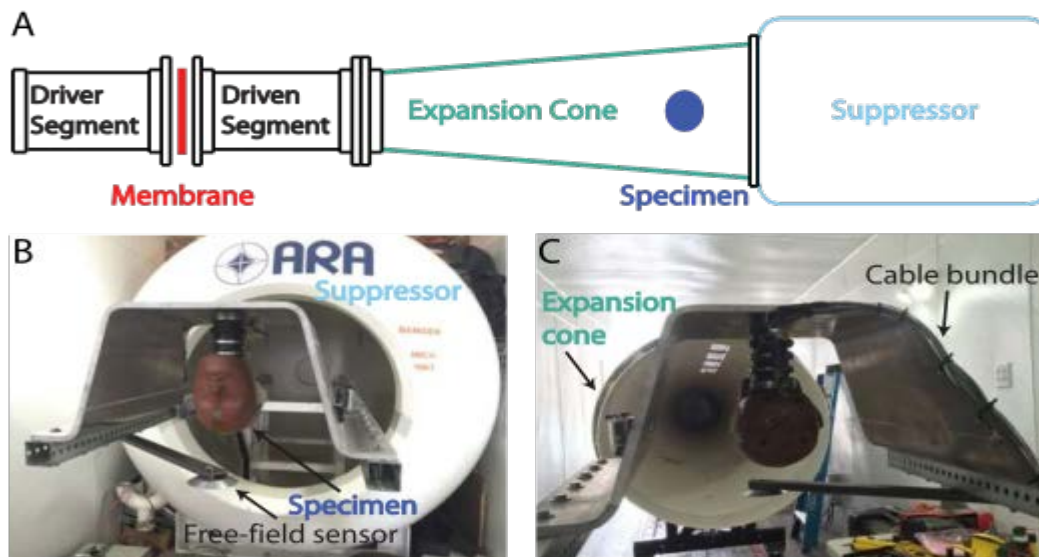 A
Driver
Segment
Driven
Segment
Membrane
Expansion Cone
Specimen
Suppressor
B
ARA
Suppressor
DANGER
Specimen
Free-field sensor
C
Expansion
cone
Cable bundle